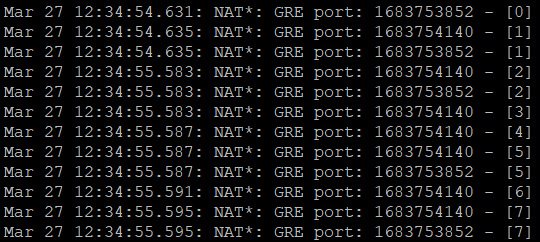 Mar 27 12:34:54.631: NAT*: GRE port: 1683753852 - [0]
Mar 27 12:34:54.635: NAT*: GRE port: 1683754140 - [1]
Mar 27 12:34:54.635: NAT*: GRE port: 1683753852 - [1]
Mar 27 12:34:55.583: NAT*: GRE port: 1683754140 - [2]
Mar 27 12:34:55.583: NAT*: GRE port: 1683753852 - [2]
Mar 27 12:34:55.583: NAT*: GRE port: 1683754140 - [3]
Mar 27 12:34:55.587: NAT*: GRE port: 1683754140 - [4]
Mar 27 12:34:55.587: NAT*: GRE port: 1683754140 - [5]
Mar 27 12:34:55.587: NAT*: GRE port: 1683753852 - [5]
Mar 27 12:34:55.591: NAT*: GRE port: 1683754140 - [6]
Mar 27 12:34:55.595: NAT*: GRE port: 1683754140 - [7]
Mar 27 12:34:55.595: NAT*: GRE port: 1683753852 - [7]